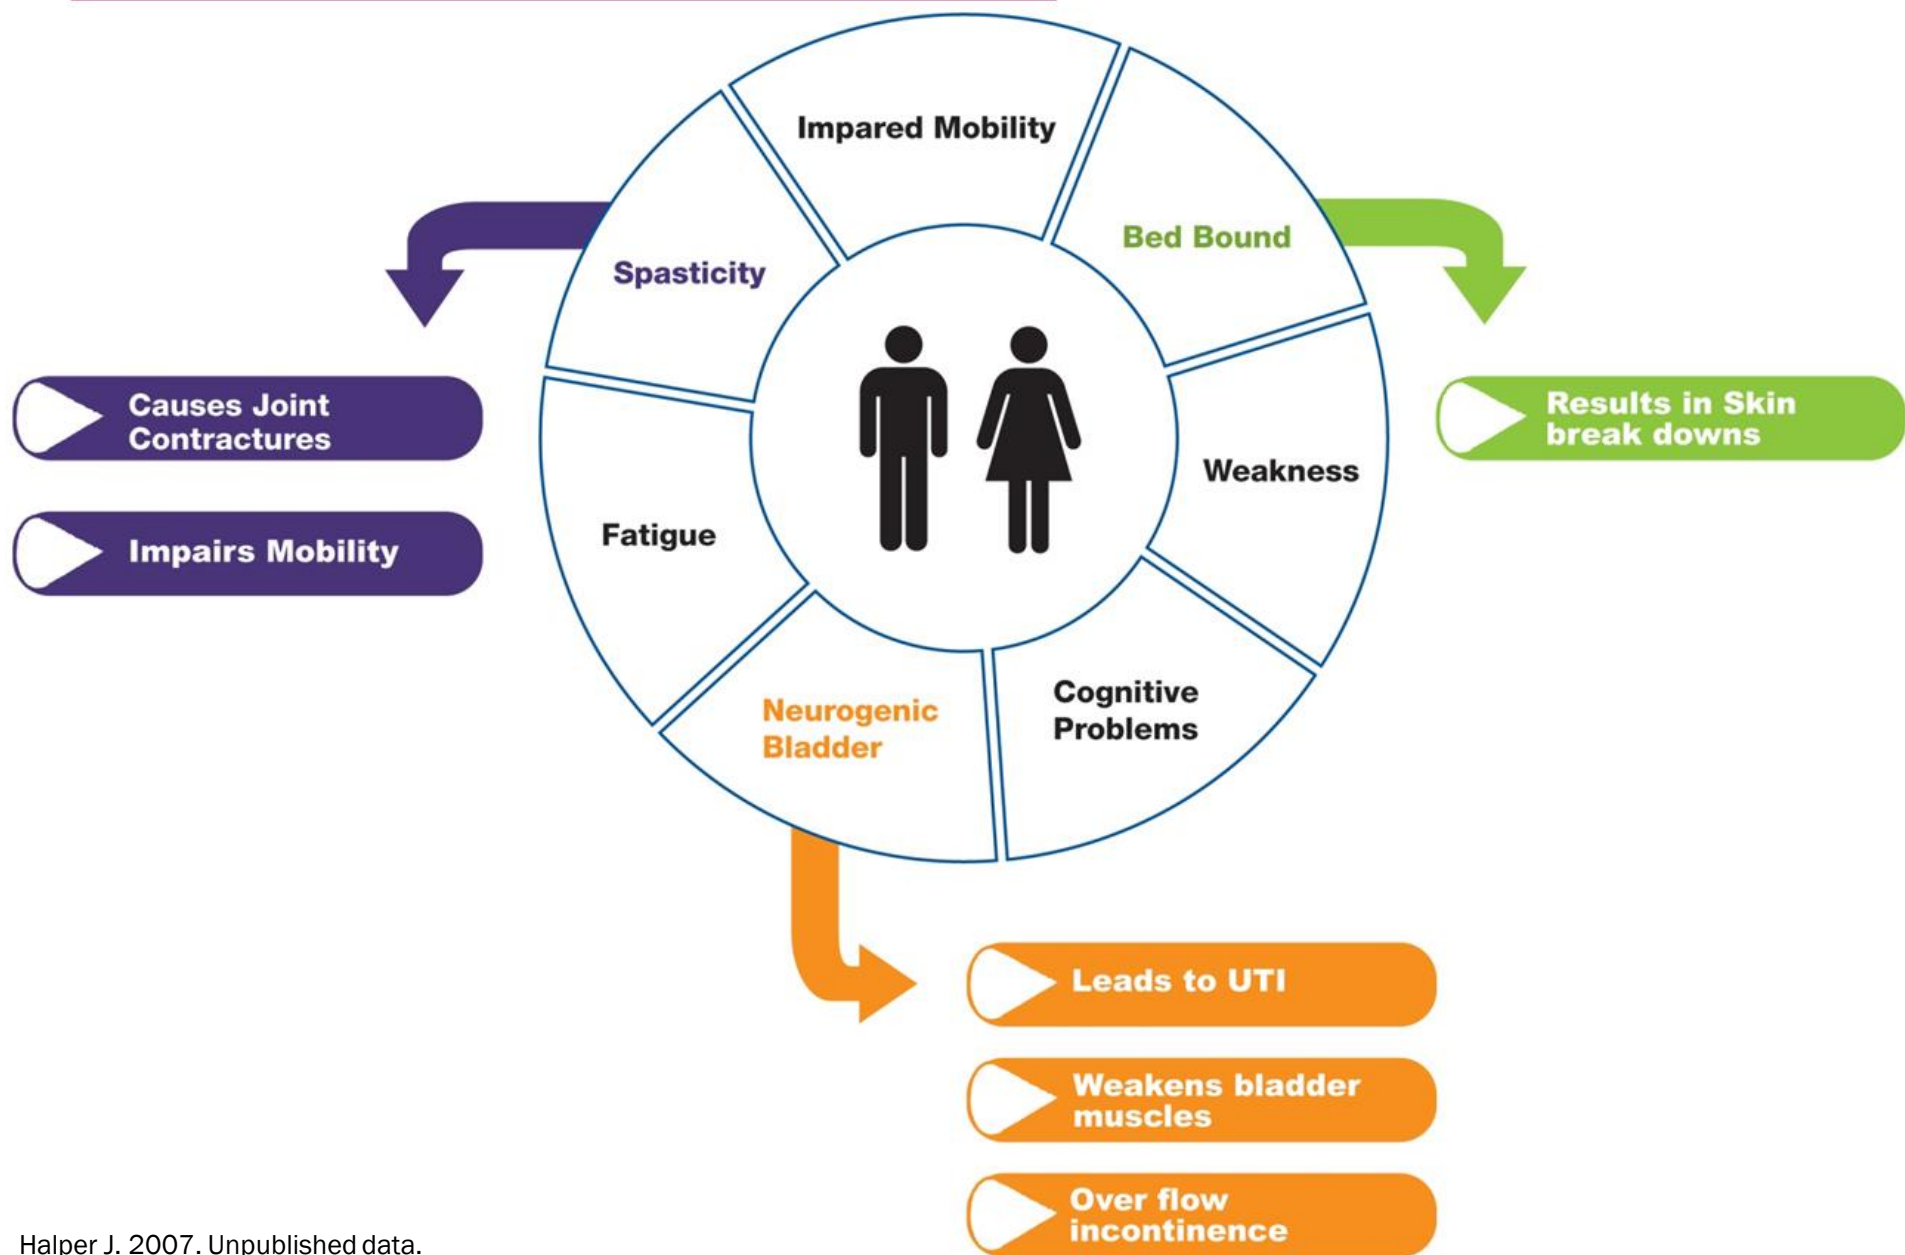 Impared Mobility
Bed Bound
Spasticity
Causes Joint
Contractures
Results in Skin
break downs
Weakness
Fatigue
Impairs Mobility
Cognitive
Problems
Neurogenic
Bladder
Leads to UTI
Weakens bladder
muscles
Over flow
incontinence
Halper J. 2007. Unpublished data.